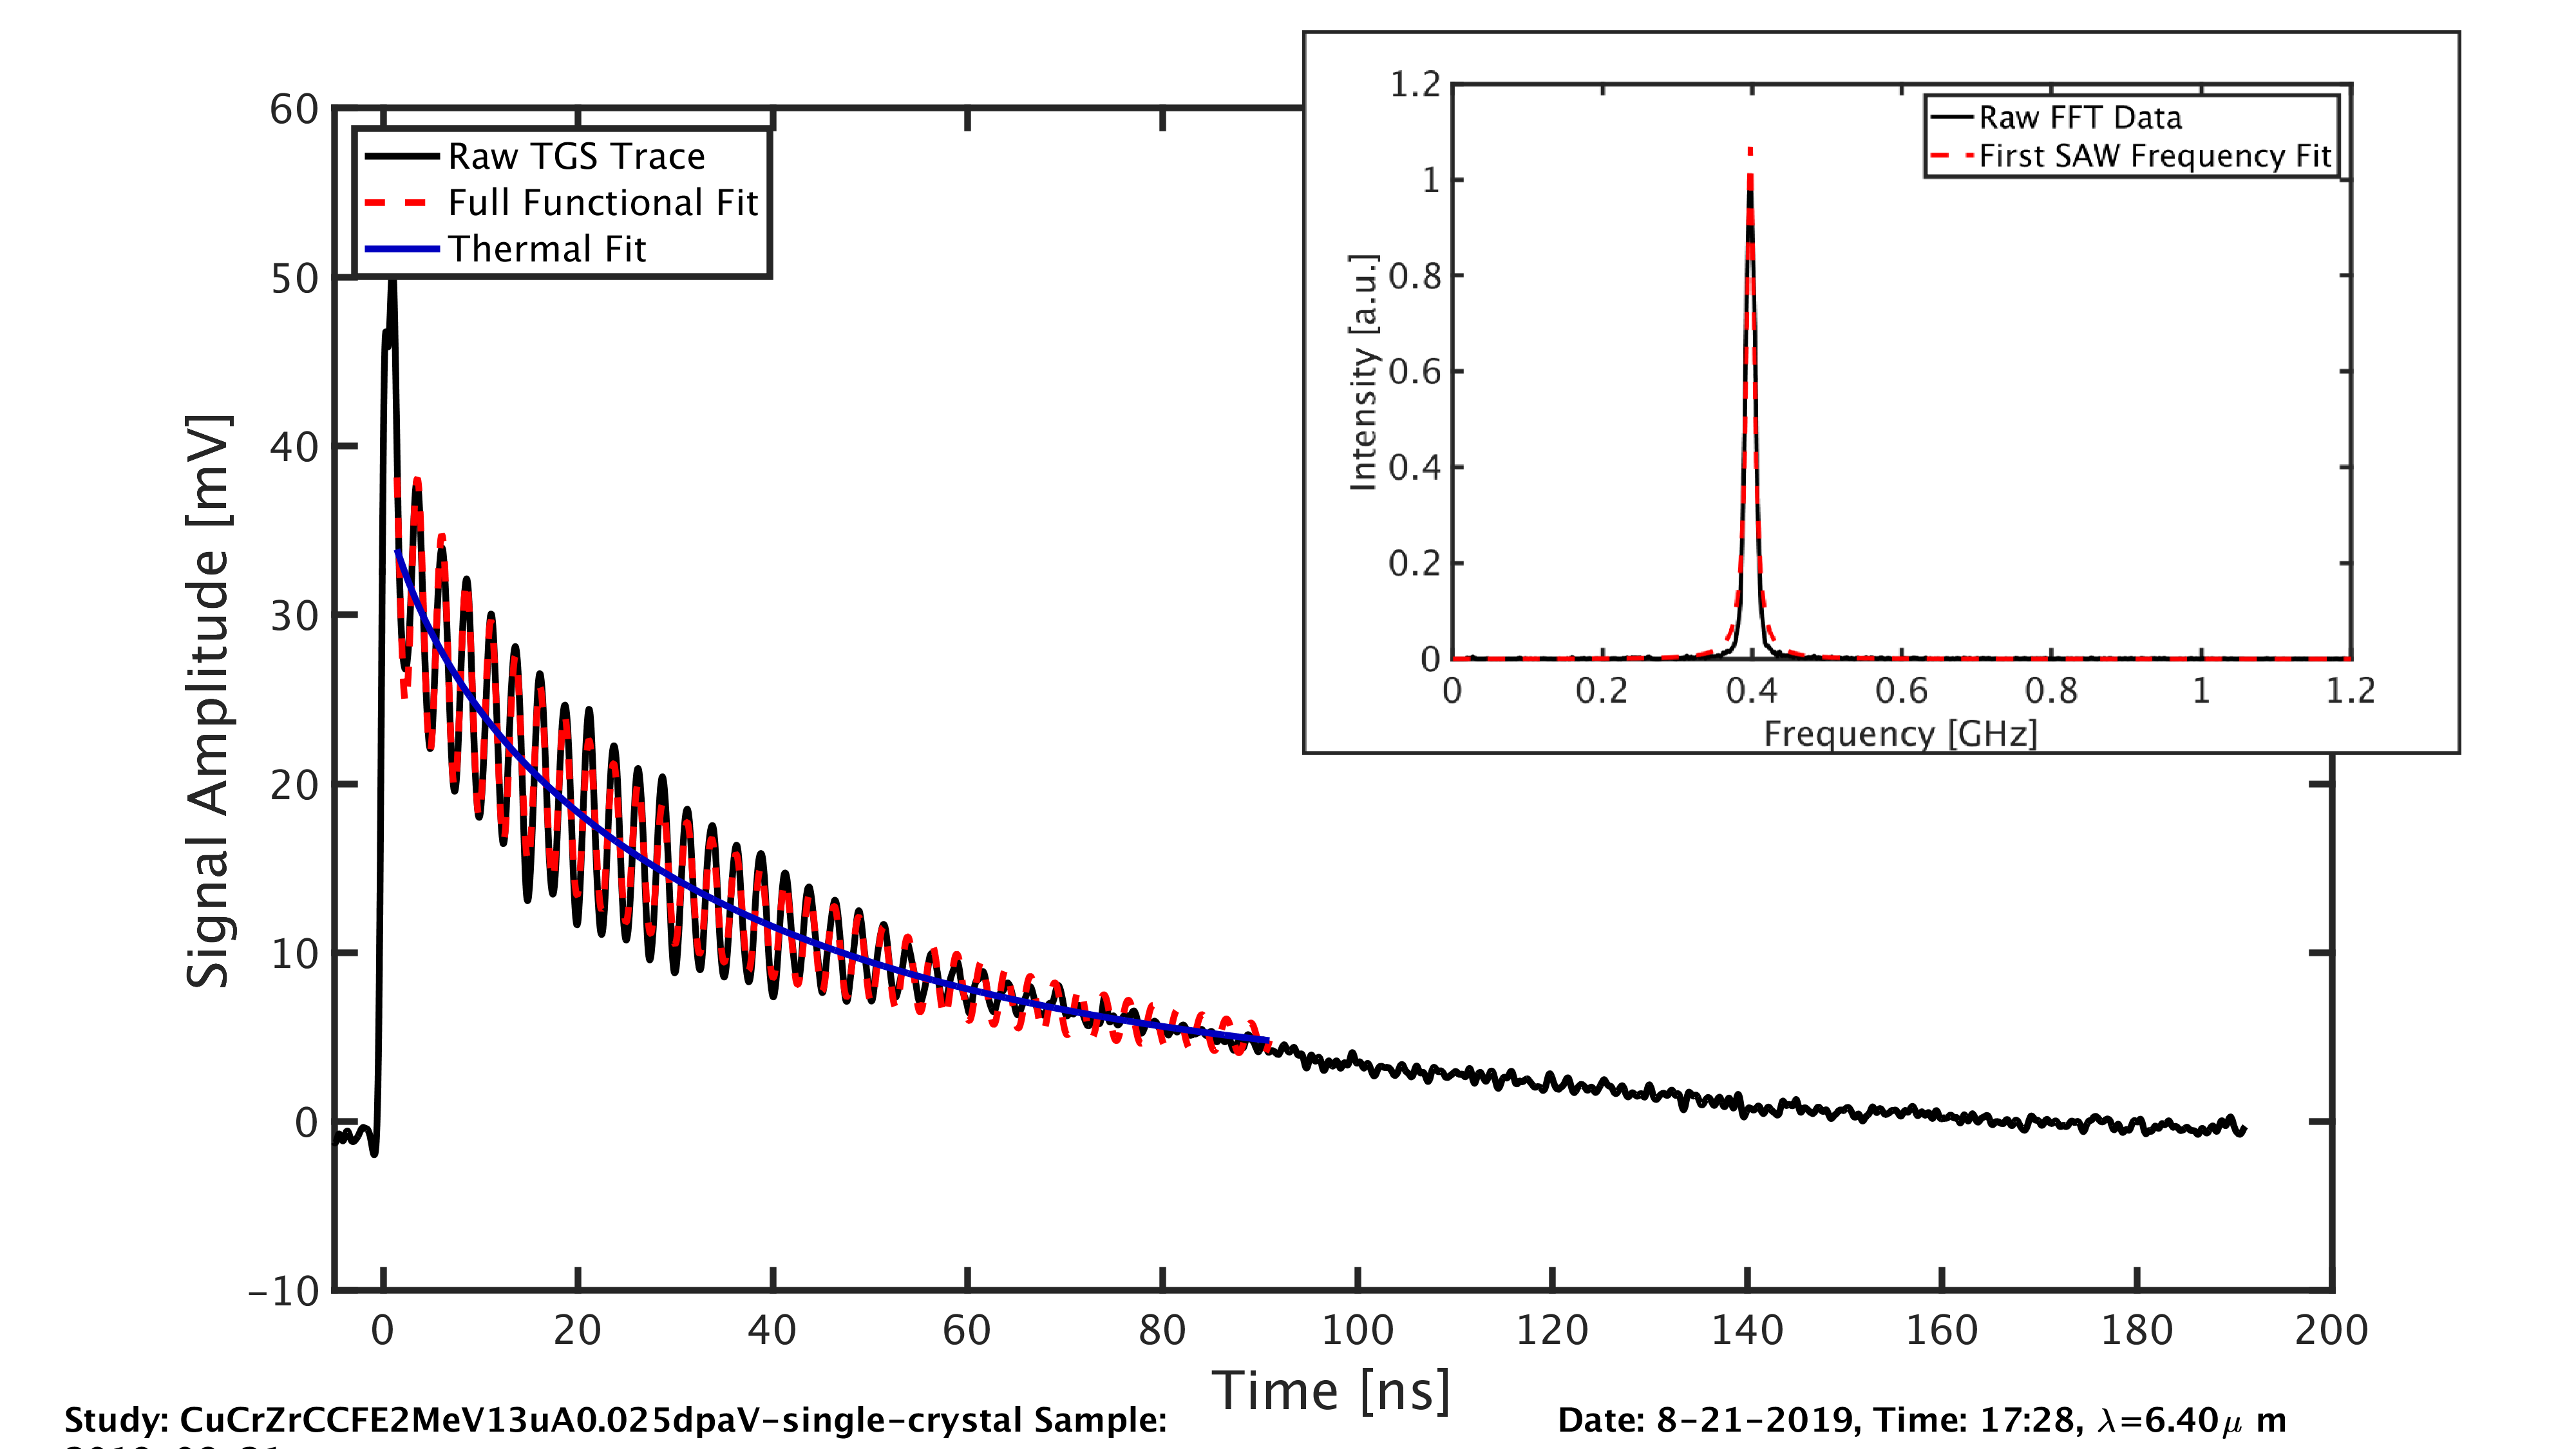 60
50
40
30
20
10
0
-10
Signal Amplitude [mV]
Raw TGS Trace
Full Functional Fit
Thermal Fit
0 20 40 60 80 100 120 140 160 180 200
Time [ns]
1.2
1
0.8
0.6
0.4
0.2
0
Intensity [a.u.]
Raw FFT Data
First SAW Frequency Fit
0 0.2 0.4 0.6 0.8 1 1.2
Frequency [GHz]
Study: CuCrZrCCFE2MeV13uA0.025dpaV-single-crystal Sample:
Date: 8-21-2019, Time: 17:28, λ=6.40μ m